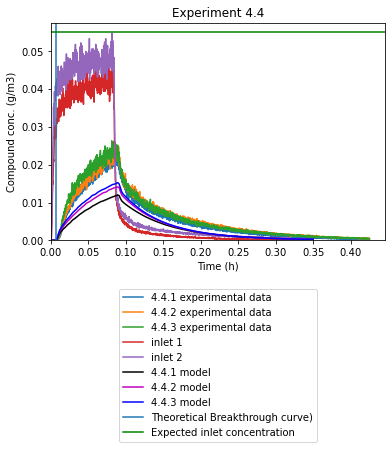 Experiment 4.4
Compound conc. (g/m3)
0.05
0.04
0.03
0.02
0.01
0.00
0.00 0.05 0.10 0.15 0.20 0.25 0.30 0.35 0.40
Time (h)
4.4.1 experimental data
4.4.2 experimental data
4.4.3 experimental data
inlet 1
inlet 2
4.4.1 model
4.4.2 model
4.4.3 model
Theoretical Breakthrough curve)
Expected inlet concentration